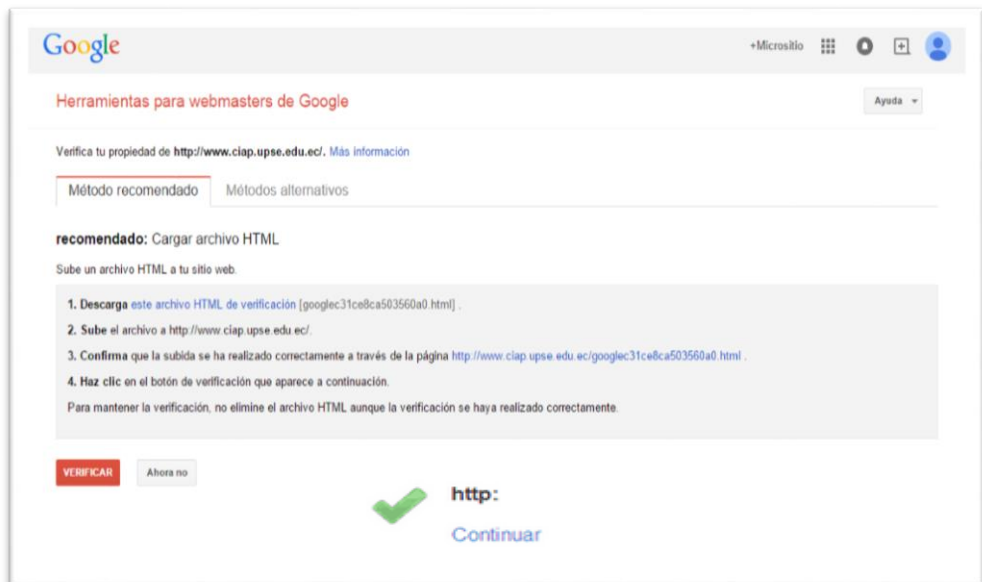 Google
+Micrositio
Herramientas para webmasters de Google
Ayuda
Verifica tu propiedad de http://www.ciap.upse.edu.ec/. Más información
Método recomendado Métodos alternativos
recomendado: Cargar archivo HTML
Sube un archivo HTML a tu sitio web.
1. Descarga este archivo HTML de verificación [googlec31ce8ca503560a0.html] .
2. Sube el archivo a http://www.ciap.upse.edu.ec/.
3. Confirma que la subida se ha realizado correctamente a través de la página http://www.ciap.upse.edu.ec/googlec31ce8ca503560a0.html .
4. Haz clic en el botón de verificación que aparece a continuación.
Para mantener la verificación, no elimine el archivo HTML aunque la verificación se haya realizado correctamente.
VERIFICAR Ahora no
http:
Continuar